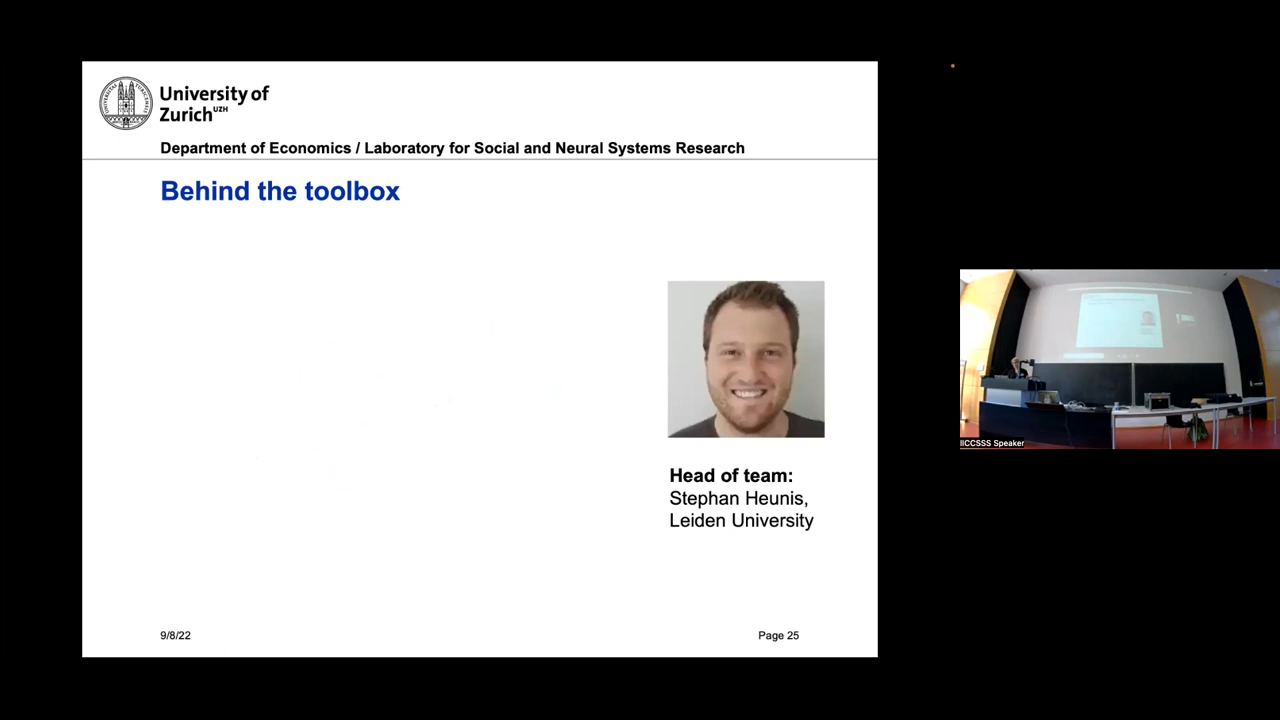 University of
Zurich UZH
Department of Economics / Laboratory for Social and Neural Systems Research
Behind the toolbox
Head of team:
Stephan Heunis,
Leiden University
9/8/22
Page 25
IICCSSS Speaker